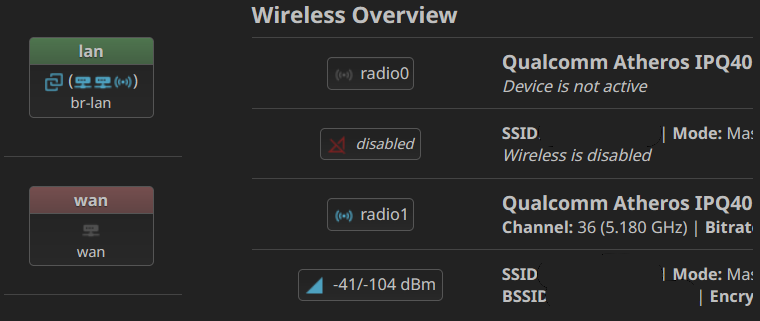 Wireless Overview
lan
br-lan
wan
wan
radio0
Qualcomm Atheros IPQ40
Device is not active
disabled
SSID | Mode: Mas
Wireless is disabled
radio1
Qualcomm Atheros IPQ40
Channel: 36 (5.180 GHz) | Bitrate
-41/-104 dBm
SSID | Mode: Mas
BSSID | Encry